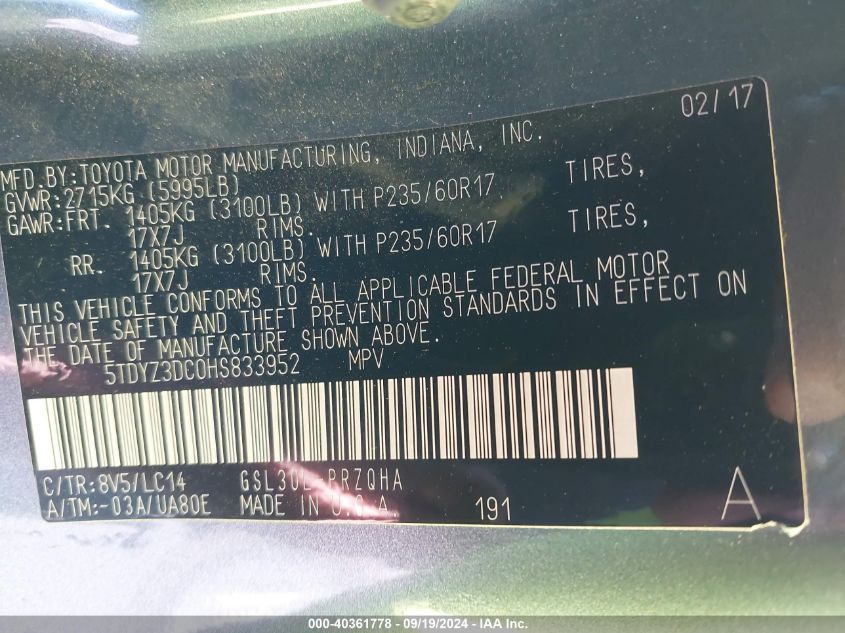 02/17
MFD.BY:TOYOTA MOTOR MANUFACTURING, INDIANA, INC.
GVWR:2715KG (5995LB)
GAWR:FRT. 1405KG (3100LB) WITH P235/60R17 TIRES,
17X7J RIMS.
RR. 1405KG (3100LB) WITH P235/60R17 TIRES,
17X7J RIMS.
THIS VEHICLE CONFORMS TO ALL APPLICABLE FEDERAL MOTOR
VEHICLE SAFETY AND THEFT PREVENTION STANDARDS IN EFFECT ON
THE DATE OF MANUFACTURE SHOWN ABOVE.
5TDYZ3DC0HS833952 MPV
C/TR:8V5/LC14 GSL30L-PRZQHA
A/TM:-03A/UA80E MADE IN U.S.A. 191 A
000-40361778 - 09/19/2024 - IAA Inc.